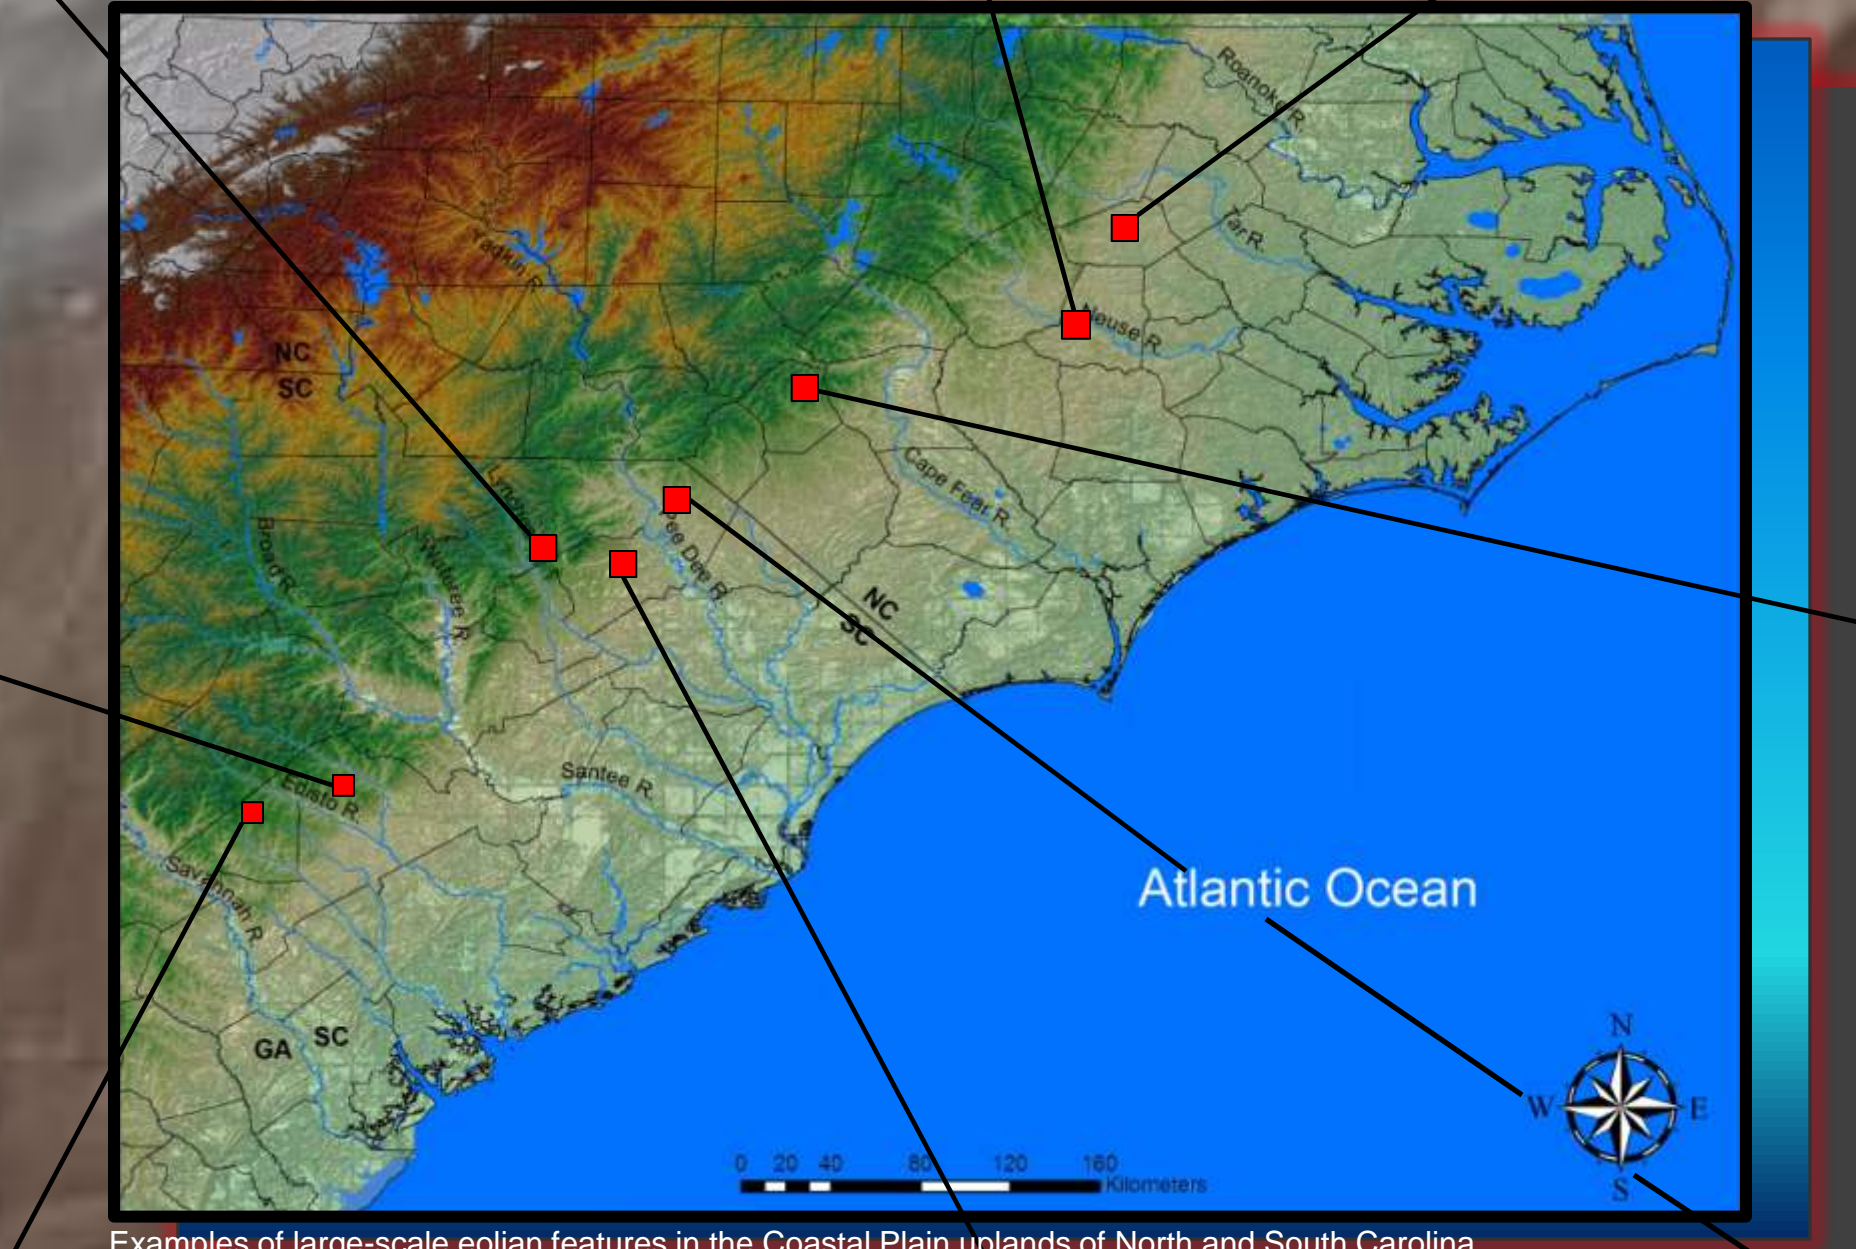 Roanoke R.
Tar R.
Yadkin R.
Neuse R.
NC
SC
Cape Fear R.
Pee Dee R.
Broad R.
Wateree R.
NC
SC
Santee R.
Edisto R.
Savannah R.
Atlantic Ocean
GA
SC
N
W
E
S
0 20 40 80 120 160
Kilometers
Examples of large-scale eolian features in the Coastal Plain uplands of North and South Carolina